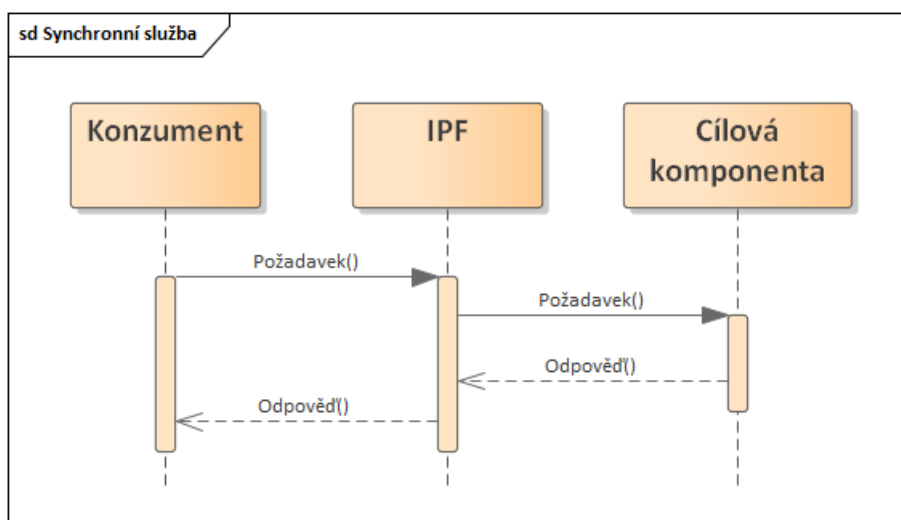 sd Synchronní služba
Konzument
IPF
Cílová
komponenta
Požadavek()
Požadavek()
Odpověď()
Odpověď()